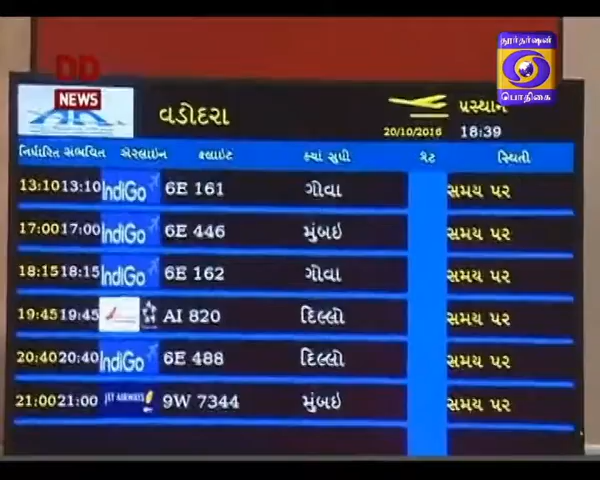 தூர்தர்ஷன்
பொதிகை
DD
NEWS
વડોદરા
પ્રસ્થાન
20/10/2016 18:39
નિર્ધારિત સંભવિત એરલાઇન ફ્લાઇટ ક્યાં સુધી ગેટ સ્થિતી
13:10 13:10 IndiGo 6E 161 ગોવા સમય પર
17:00 17:00 IndiGo 6E 446 મુંબઇ સમય પર
18:15 18:15 IndiGo 6E 162 ગોવા સમય પર
19:45 19:45 AI 820 દિલ્લી સમય પર
20:40 20:40 IndiGo 6E 488 દિલ્લી સમય પર
21:00 21:00 JET AIRWAYS 9W 7344 મુંબઇ સમય પર